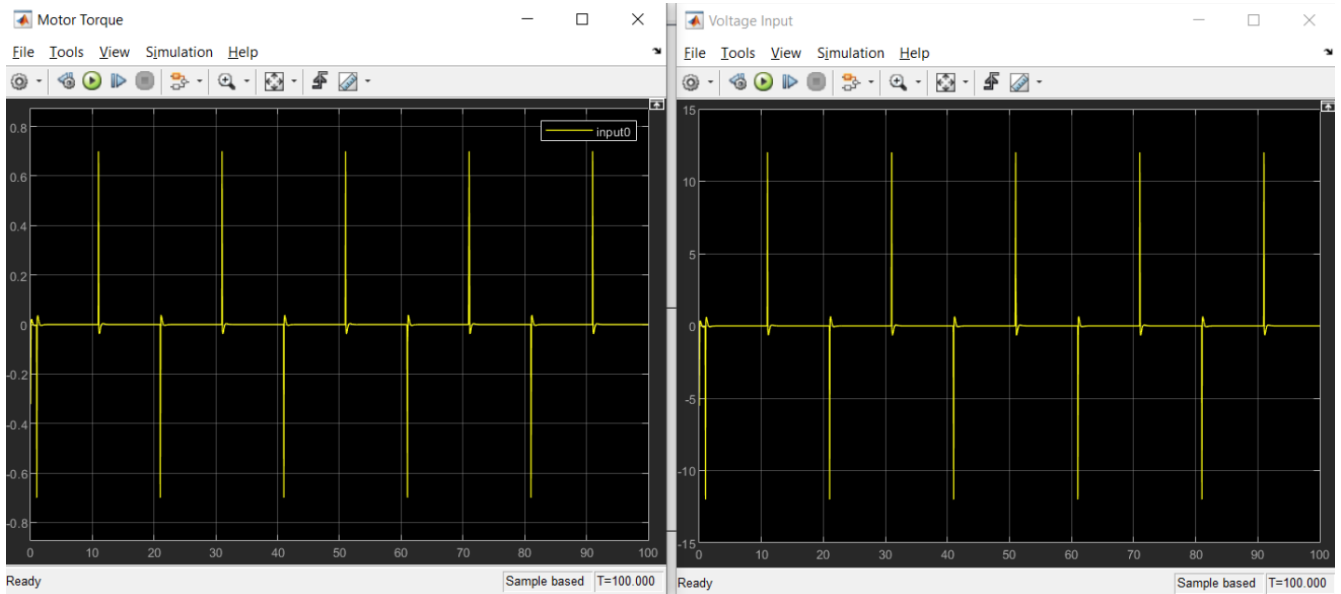 Motor Torque
File Tools View Simulation Help
input0
0.8
0.6
0.4
0.2
0
-0.2
-0.4
-0.6
-0.8
0 10 20 30 40 50 60 70 80 90 100
Ready Sample based T=100.000
Voltage Input
File Tools View Simulation Help
15
10
5
0
-5
-10
-15
0 10 20 30 40 50 60 70 80 90 100
Ready Sample based T=100.000